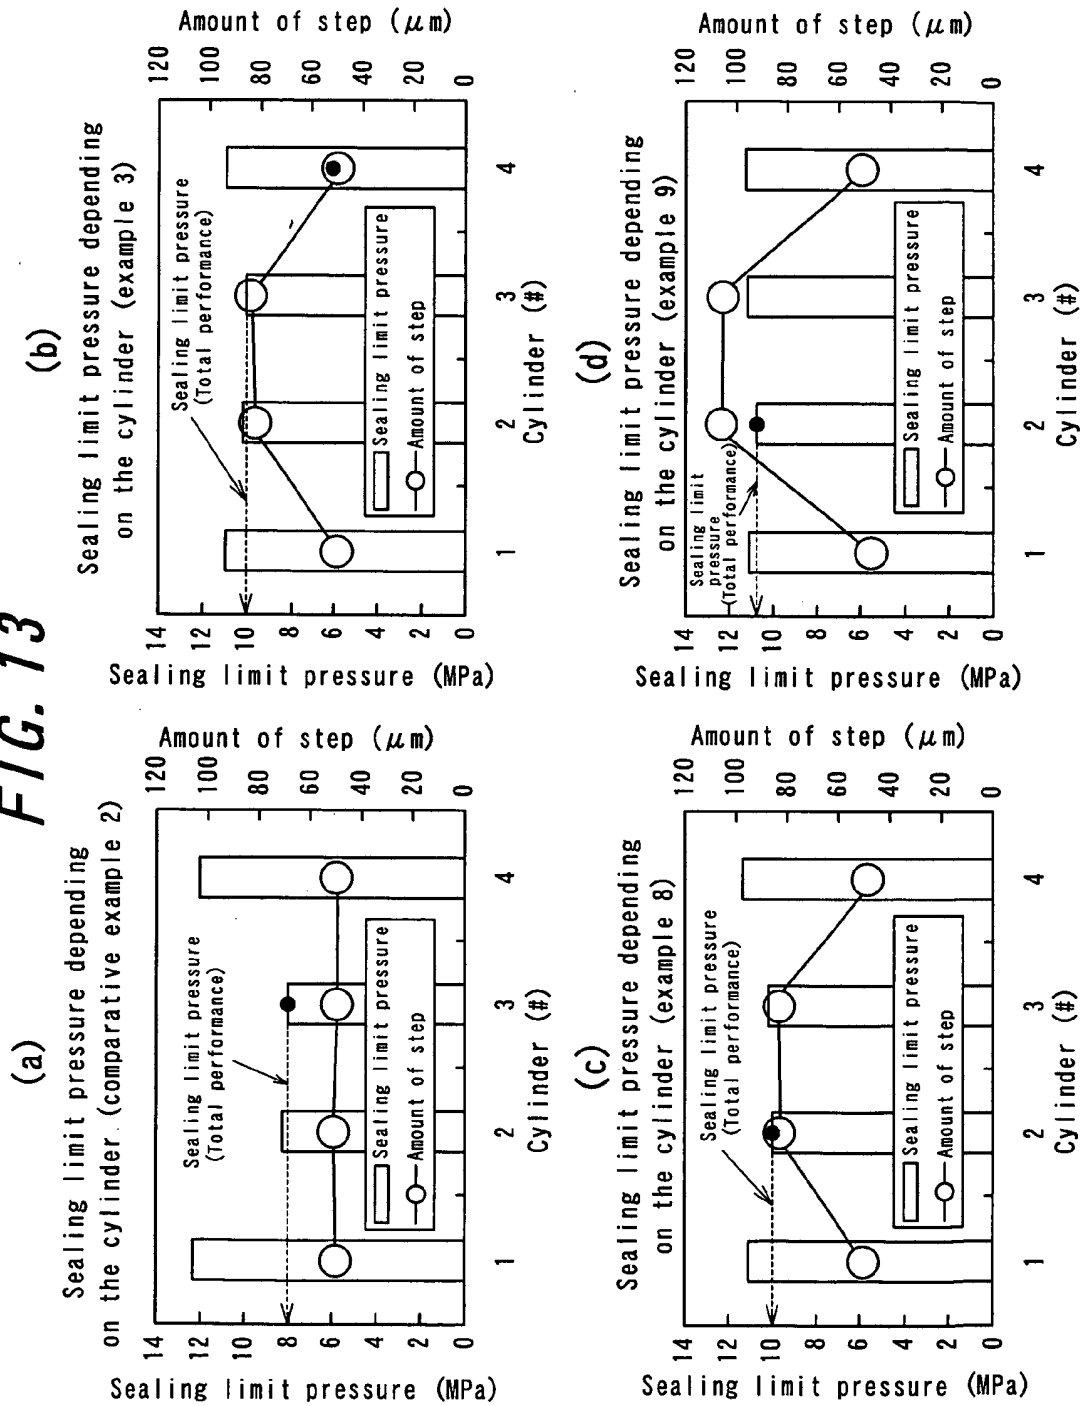 FIG. 13
(a)
Sealing limit pressure depending
on the cylinder (comparative example 2)
Sealing limit pressure (MPa)
14
12
10
8
6
4
2
0
Amount of step (μm)
120
100
80
60
40
20
0
Sealing limit pressure
(Total performance)
Sealing limit pressure
Amount of step
1
2
3
4
Cylinder (#)
(b)
Sealing limit pressure depending
on the cylinder (example 3)
Sealing limit pressure (MPa)
14
12
10
8
6
4
2
0
Amount of step (μm)
120
100
80
60
40
20
0
Sealing limit pressure
(Total performance)
Sealing limit pressure
Amount of step
1
2
3
4
Cylinder (#)
(c)
Sealing limit pressure depending
on the cylinder (example 8)
Sealing limit pressure (MPa)
14
12
10
8
6
4
2
0
Amount of step (μm)
120
100
80
60
40
20
0
Sealing limit pressure
(Total performance)
Sealing limit pressure
Amount of step
1
2
3
4
Cylinder (#)
(d)
Sealing limit pressure depending
on the cylinder (example 9)
Sealing limit pressure (MPa)
14
12
10
8
6
4
2
0
Amount of step (μm)
120
100
80
60
40
20
0
Sealing limit
pressure
(Total performance)
Sealing limit pressure
Amount of step
1
2
3
4
Cylinder (#)